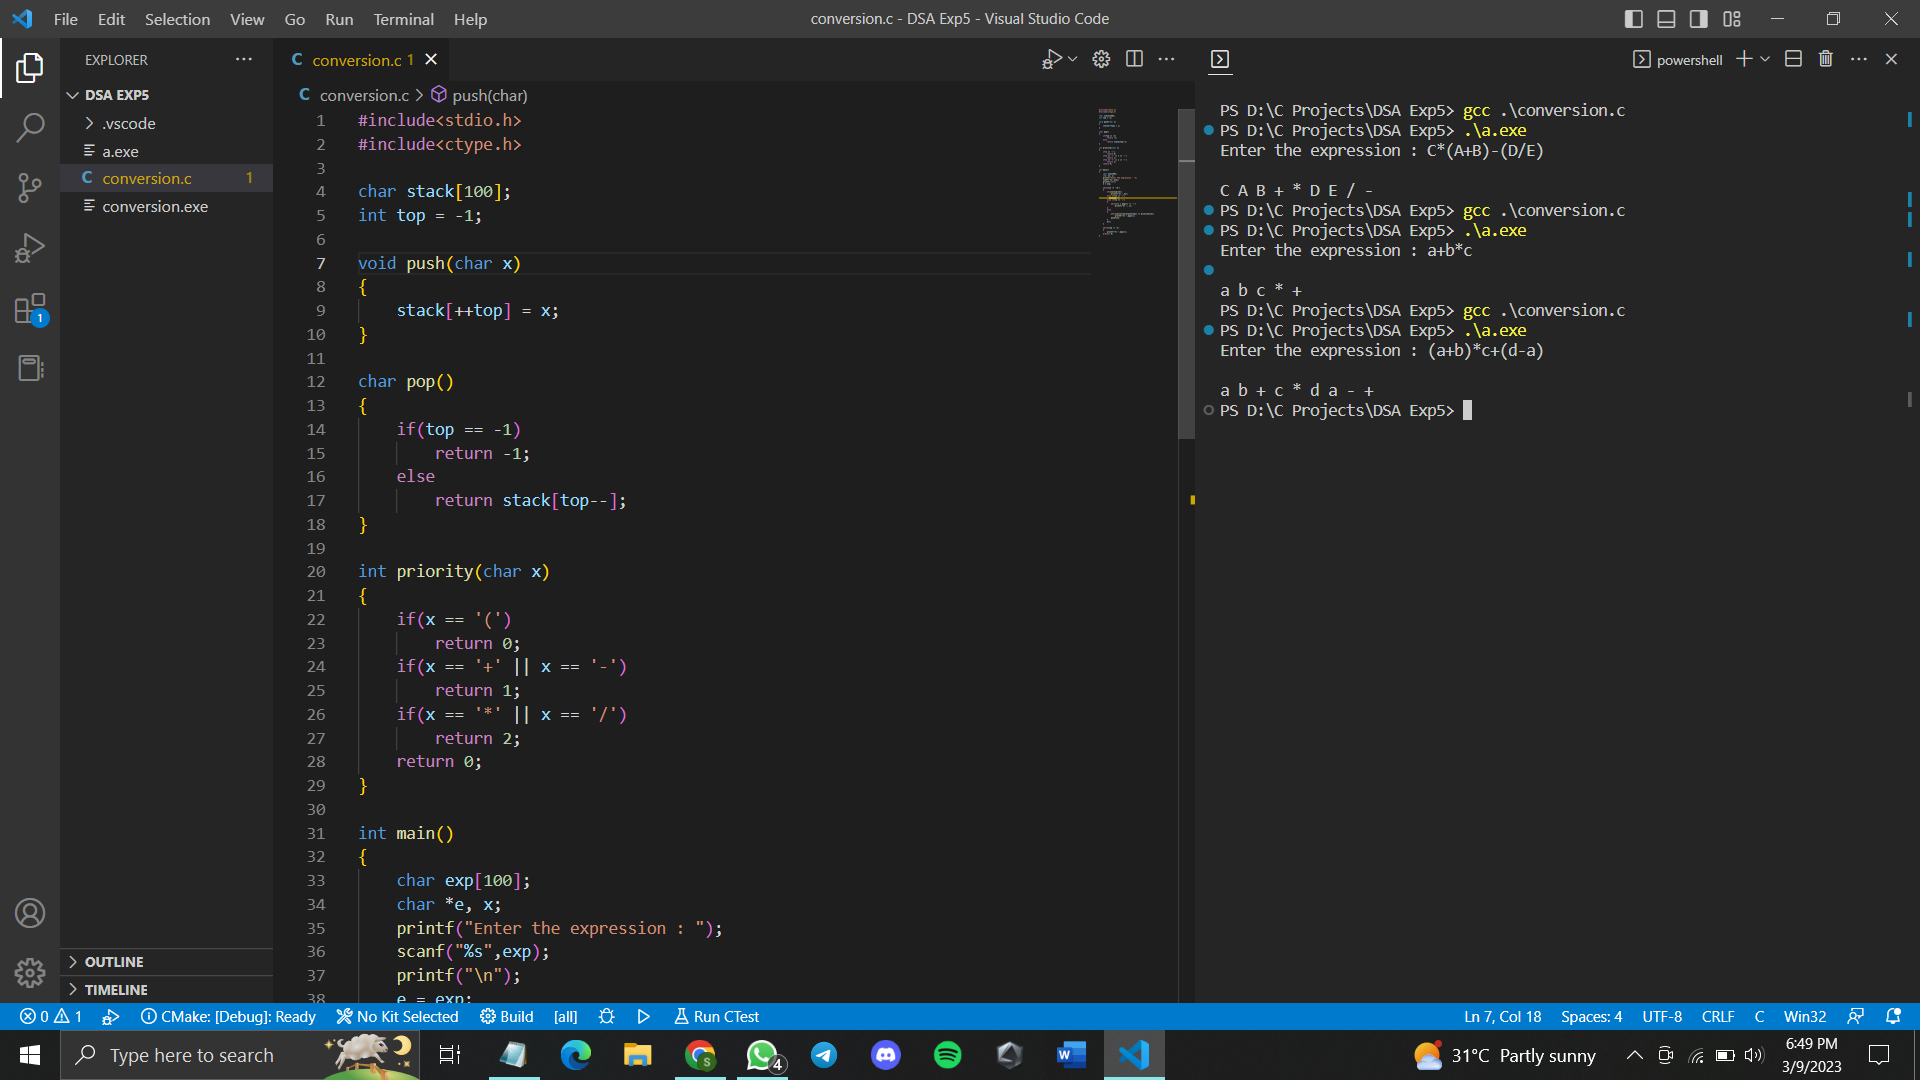 File Edit Selection View Go Run Terminal Help
conversion.c - DSA Exp5 - Visual Studio Code
EXPLORER
DSA EXP5
.vscode
a.exe
C conversion.c 1
conversion.exe
OUTLINE
TIMELINE
C conversion.c 1
C conversion.c > push(char)
1 #include<stdio.h>
2 #include<ctype.h>
3
4 char stack[100];
5 int top = -1;
6
7 void push(char x)
8 {
9 stack[++top] = x;
10 }
11
12 char pop()
13 {
14 if(top == -1)
15 return -1;
16 else
17 return stack[top--];
18 }
19
20 int priority(char x)
21 {
22 if(x == '(')
23 return 0;
24 if(x == '+' || x == '-')
25 return 1;
26 if(x == '*' || x == '/')
27 return 2;
28 return 0;
29 }
30
31 int main()
32 {
33 char exp[100];
34 char *e, x;
35 printf("Enter the expression : ");
36 scanf("%s",exp);
37 printf("\n");
38 e = exp;
powershell
PS D:\C Projects\DSA Exp5> gcc .\conversion.c
PS D:\C Projects\DSA Exp5> .\a.exe
Enter the expression : C*(A+B)-(D/E)
C A B + * D E / -
PS D:\C Projects\DSA Exp5> gcc .\conversion.c
PS D:\C Projects\DSA Exp5> .\a.exe
Enter the expression : a+b*c
a b c * +
PS D:\C Projects\DSA Exp5> gcc .\conversion.c
PS D:\C Projects\DSA Exp5> .\a.exe
Enter the expression : (a+b)*c+(d-a)
a b + c * d a - +
PS D:\C Projects\DSA Exp5>
1
0 1 CMake: [Debug]: Ready No Kit Selected Build [all] Run CTest
Ln 7, Col 18 Spaces: 4 UTF-8 CRLF C Win32
Type here to search
S
4
W
31°C Partly sunny
6:49 PM
3/9/2023